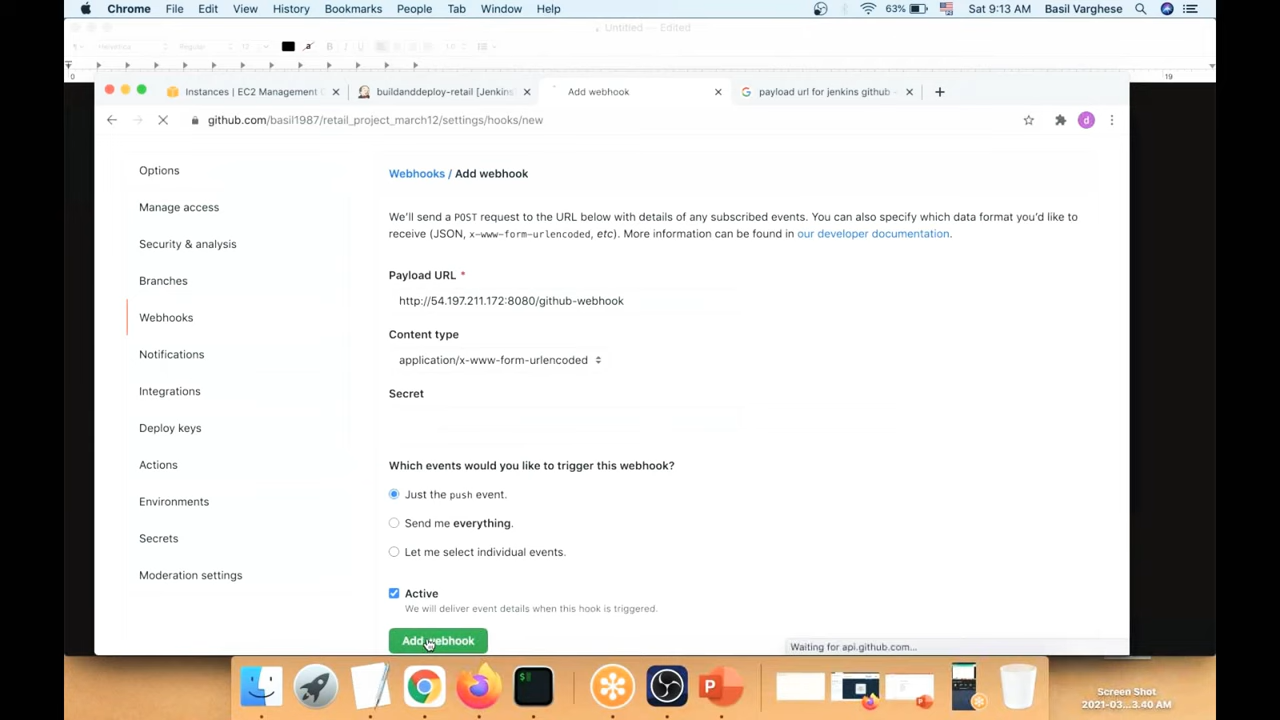 Chrome File Edit View History Bookmarks People Tab Window Help 63% Sat 9:13 AM Basil Varghese
Untitled — Edited
Helvetica Regular 12
0 19
Instances | EC2 Management C
buildanddeploy-retail [Jenkins]
Add webhook
payload url for jenkins github -
github.com/basil1987/retail_project_march12/settings/hooks/new
d
Options
Manage access
Security & analysis
Branches
Webhooks
Notifications
Integrations
Deploy keys
Actions
Environments
Secrets
Moderation settings
Webhooks / Add webhook
We'll send a POST request to the URL below with details of any subscribed events. You can also specify which data format you'd like to
receive (JSON, x-www-form-urlencoded, etc). More information can be found in our developer documentation.
Payload URL *
http://54.197.211.172:8080/github-webhook
Content type
application/x-www-form-urlencoded
Secret
Which events would you like to trigger this webhook?
Just the push event.
Send me everything.
Let me select individual events.
Active
We will deliver event details when this hook is triggered.
Add webhook
Waiting for api.github.com...
Screen Shot
2021-03...3.40 AM